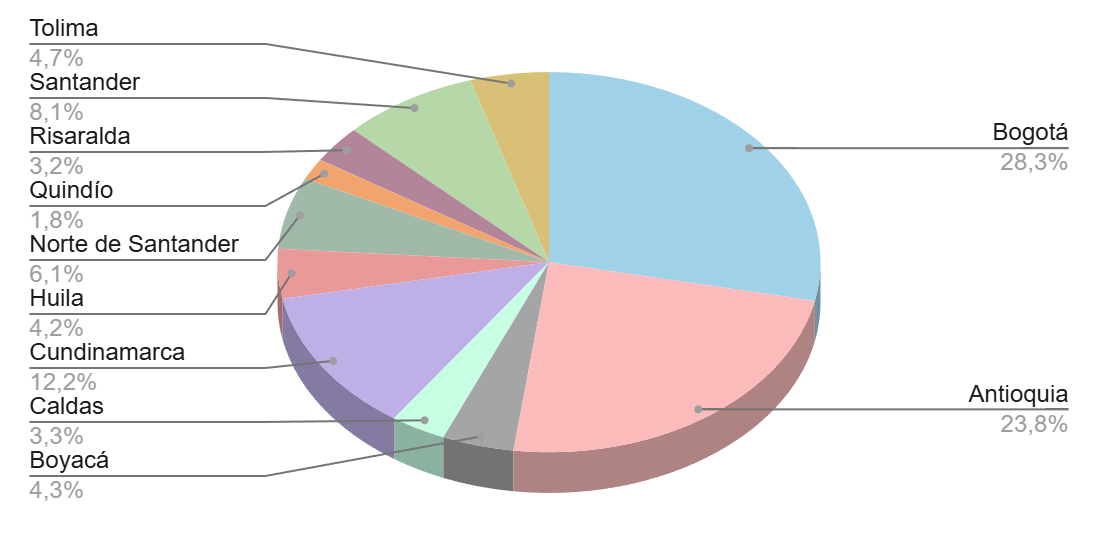 Tolima
4,7%
Santander
8,1%
Risaralda
3,2%
Quindío
1,8%
Norte de Santander
6,1%
Huila
4,2%
Cundinamarca
12,2%
Caldas
3,3%
Boyacá
4,3%
Bogotá
28,3%
Antioquia
23,8%